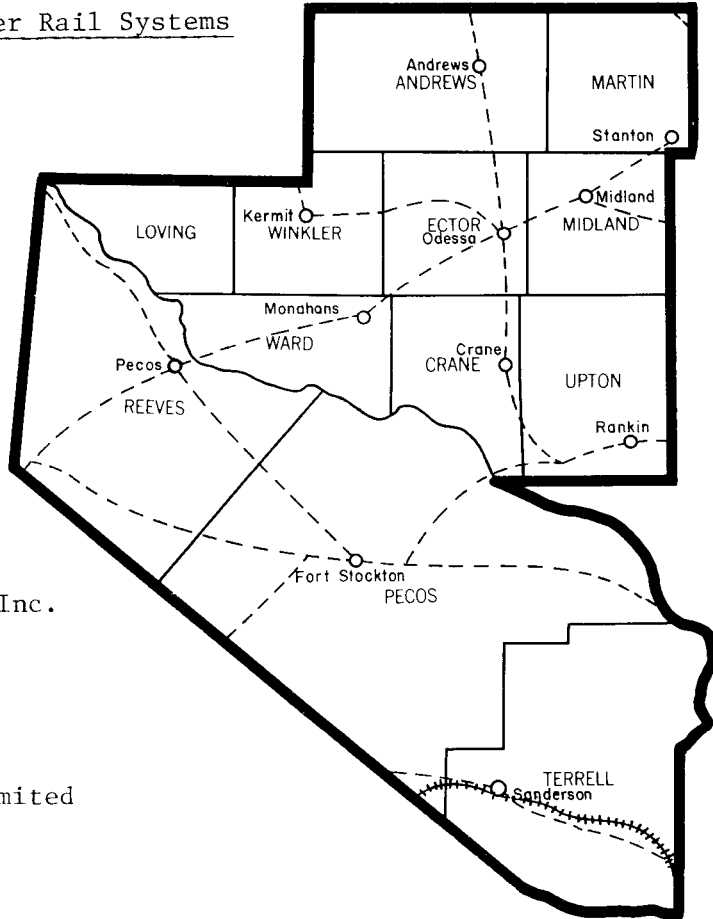 er Rail Systems
Andrews
ANDREWS
MARTIN
Stanton
Kermit
LOVING
WINKLER
ECTOR
Odessa
Midland
MIDLAND
Monahans
WARD
Crane
CRANE
UPTON
Pecos
REEVES
Rankin
Fort Stockton
PECOS
Inc.
TERRELL
Sanderson
mited